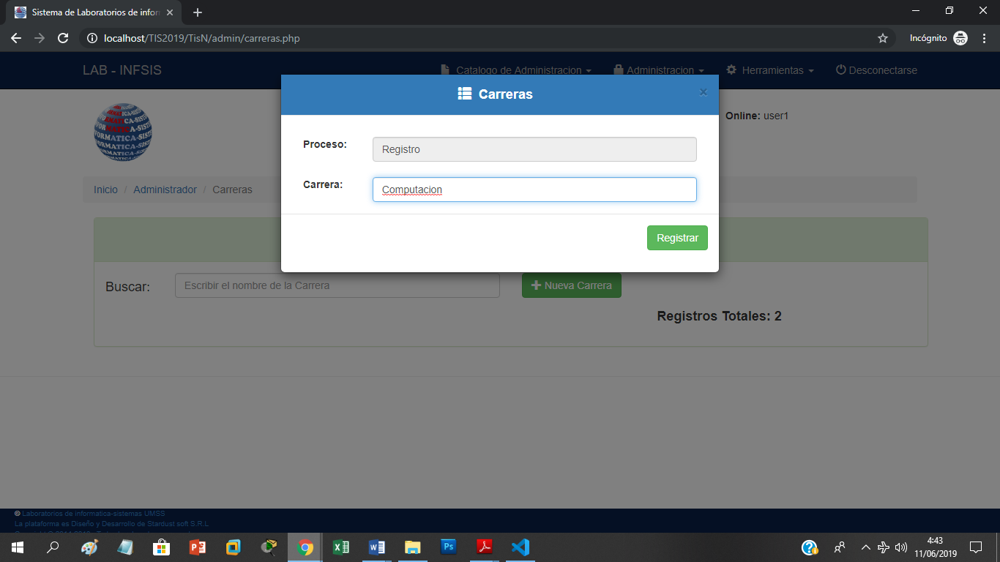 Sistema de Laboratorios de infor
localhost/TIS2019/TisN/admin/carreras.php
Incógnito
LAB - INFSIS
Catalogo de Administracion
Administracion
Herramientas
Desconectarse
Carreras
×
Online: user1
Proceso:
Registro
Carrera:
Computacion
Inicio / Administrador / Carreras
Registrar
Buscar:
Escribir el nombre de la Carrera
Nueva Carrera
Registros Totales: 2
© Laboratorios de informatica-sistemas UMSS
La plataforma es Diseño y Desarrollo de Stardust soft S.R.L
4:43
11/06/2019